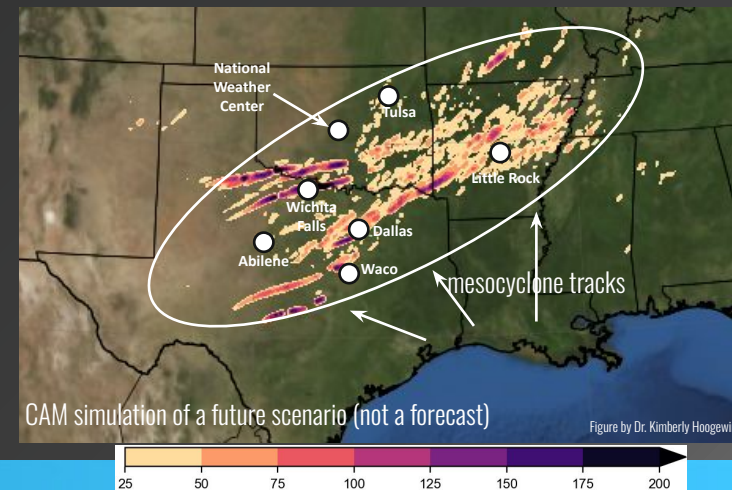 National
Weather
Center
Tulsa
Little Rock
Wichita
Falls
Dallas
Abilene
Waco
mesocyclone tracks
CAM simulation of a future scenario (not a forecast)
Figure by Dr. Kimberly Hoogewi
25 50 75 100 125 150 175 200